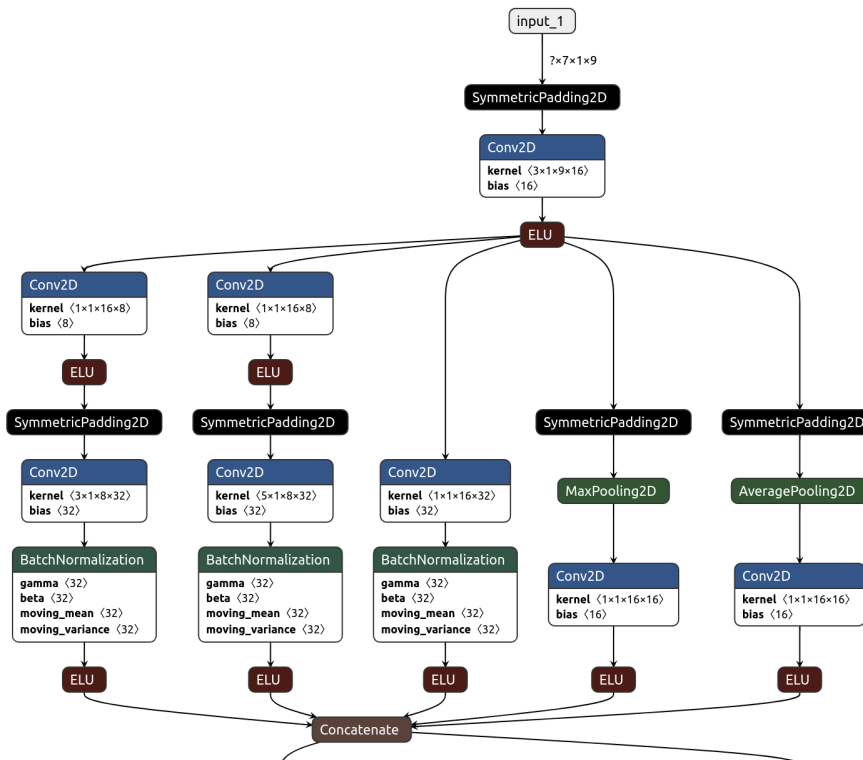 input_1
?×7×1×9
SymmetricPadding2D
Conv2D
kernel 〈3×1×9×16〉
bias 〈16〉
ELU
Conv2D
kernel 〈1×1×16×8〉
bias 〈8〉
ELU
SymmetricPadding2D
Conv2D
kernel 〈3×1×8×32〉
bias 〈32〉
BatchNormalization
gamma 〈32〉
beta 〈32〉
moving_mean 〈32〉
moving_variance 〈32〉
ELU
Conv2D
kernel 〈1×1×16×8〉
bias 〈8〉
ELU
SymmetricPadding2D
Conv2D
kernel 〈5×1×8×32〉
bias 〈32〉
BatchNormalization
gamma 〈32〉
beta 〈32〉
moving_mean 〈32〉
moving_variance 〈32〉
ELU
Conv2D
kernel 〈1×1×16×32〉
bias 〈32〉
BatchNormalization
gamma 〈32〉
beta 〈32〉
moving_mean 〈32〉
moving_variance 〈32〉
ELU
SymmetricPadding2D
MaxPooling2D
Conv2D
kernel 〈1×1×16×16〉
bias 〈16〉
ELU
SymmetricPadding2D
AveragePooling2D
Conv2D
kernel 〈1×1×16×16〉
bias 〈16〉
ELU
Concatenate